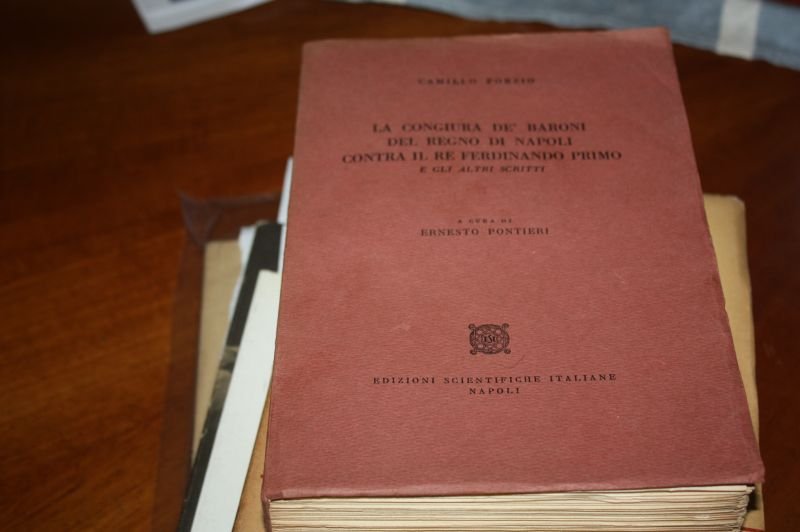 CAMILLO PORZIO
LA CONGIURA DE' BARONI
DEL REGNO DI NAPOLI
CONTRA IL RE FERDINANDO PRIMO
E GLI ALTRI SCRITTI
A CURA DI
ERNESTO PONTIERI
ESI
EDIZIONI SCIENTIFICHE ITALIANE
NAPOLI